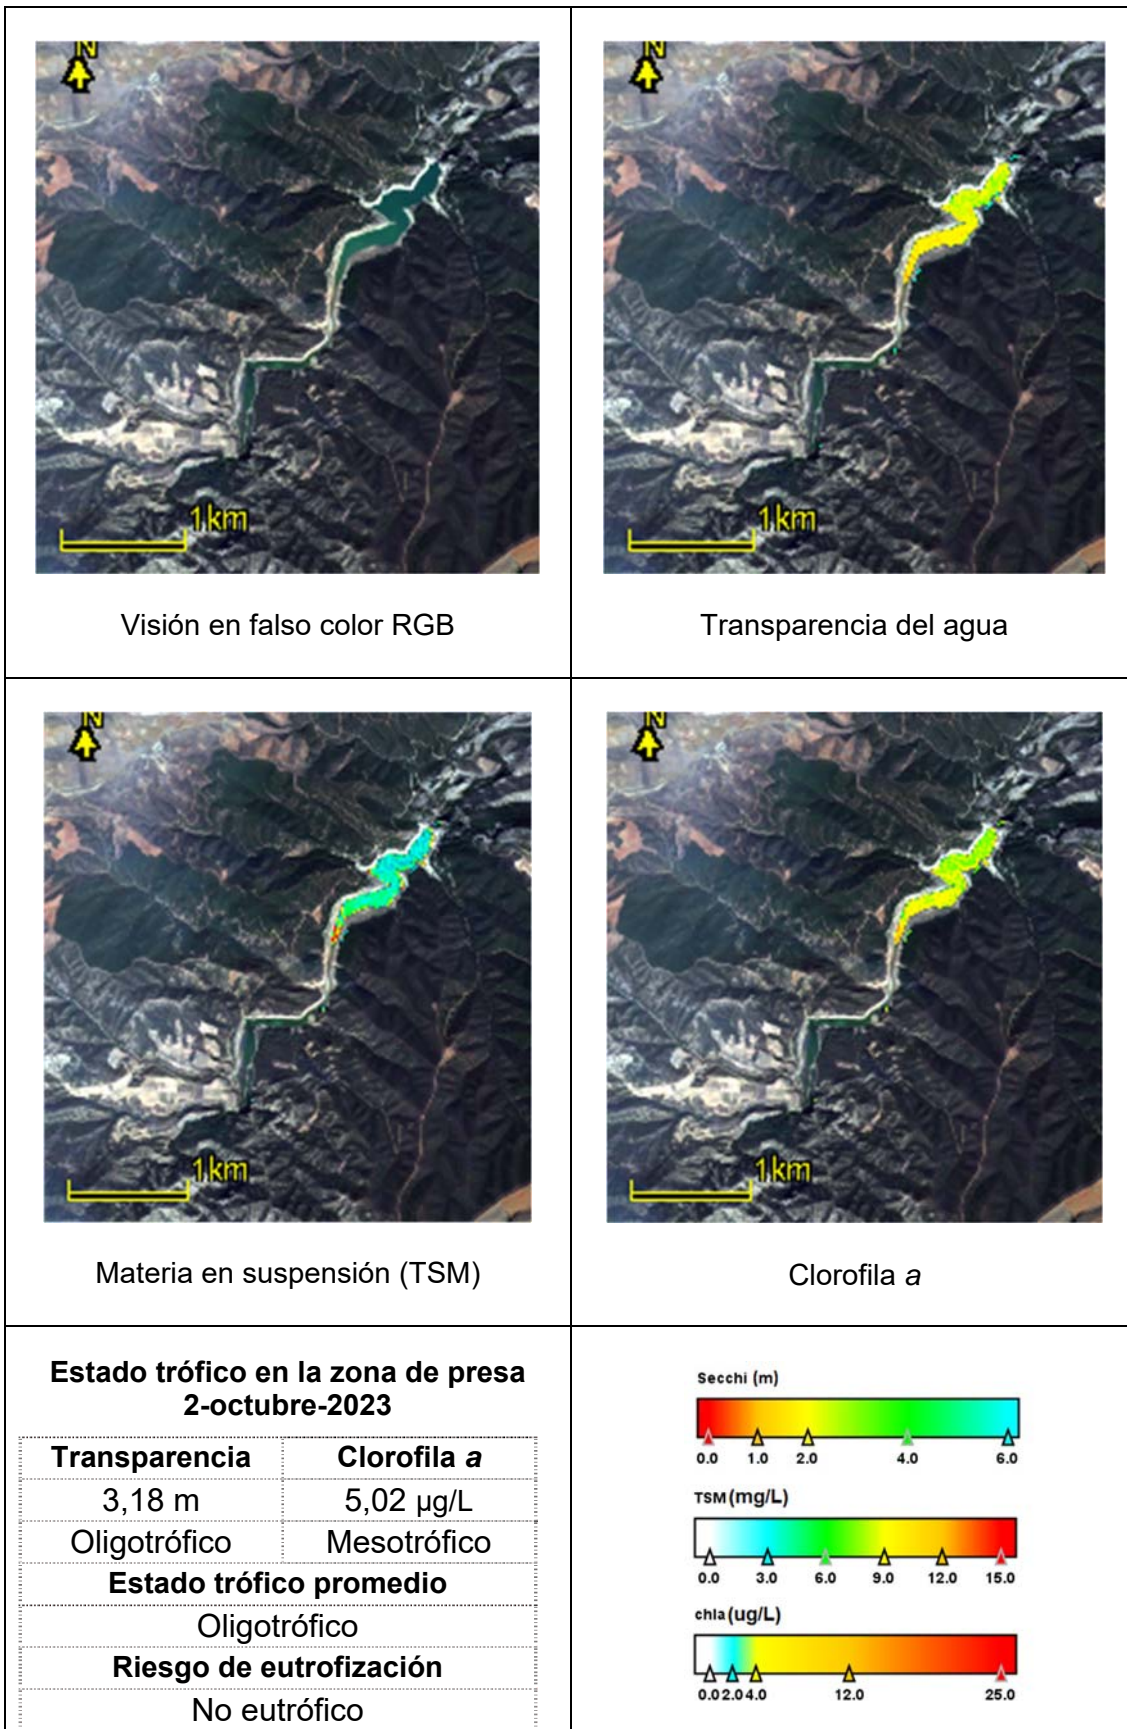 N
1km
Visión en falso color RGB
N
1km
Transparencia del agua
N
1km
Materia en suspensión (TSM)
N
1km
Clorofila a
Estado trófico en la zona de presa
2-octubre-2023
Transparencia Clorofila a
3,18 m 5,02 µg/L
Oligotrófico Mesotrófico
Estado trófico promedio
Oligotrófico
Riesgo de eutrofización
No eutrófico
Secchi (m)
0.0 1.0 2.0 4.0 6.0
TSM (mg/L)
0.0 3.0 6.0 9.0 12.0 15.0
chla (ug/L)
0.0 2.0 4.0 12.0 25.0